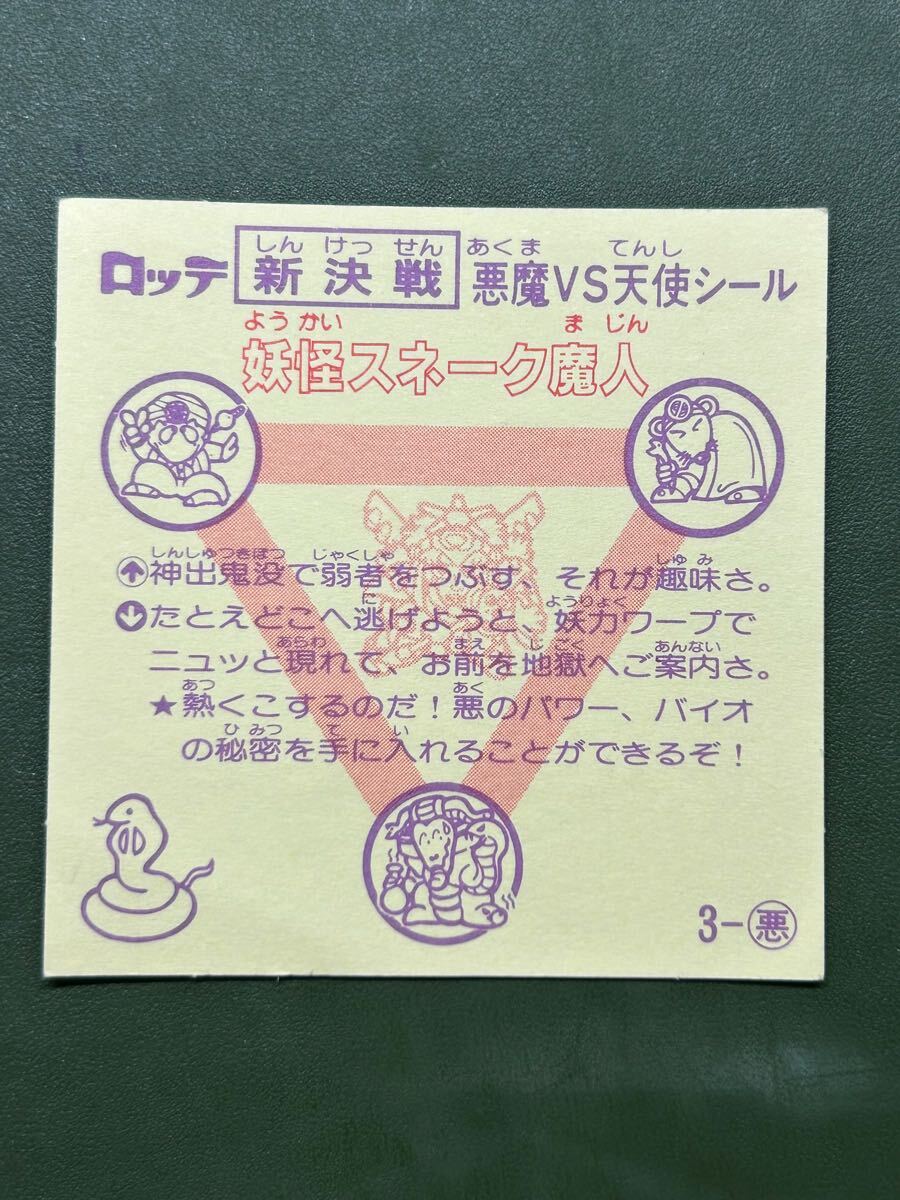 しん けっ せん あくま てんし
ロッテ 新決戦 悪魔VS天使シール
よう かい ま じん
妖怪スネーク魔人
しんしゅつきぼつ じゃくしゃ しゅみ
↑神出鬼没で弱者をつぶす、それが趣味さ。
に ようりょく
↓たとえどこへ逃げようと、妖力ワープで
あらわ まえ じごく あんない
ニュッと現れて、お前を地獄へご案内さ。
あつ あく
★熱くこするのだ!悪のパワー、バイオ
ひみつ て い
の秘密を手に入れることができるぞ!
3-悪